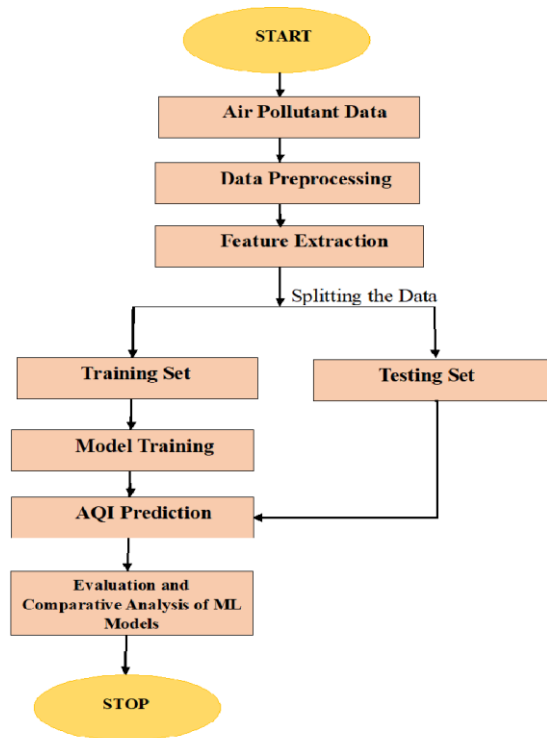 START
Air Pollutant Data
Data Preprocessing
Feature Extraction
Splitting the Data
Training Set
Testing Set
Model Training
AQI Prediction
Evaluation and
Comparative Analysis of ML
Models
STOP